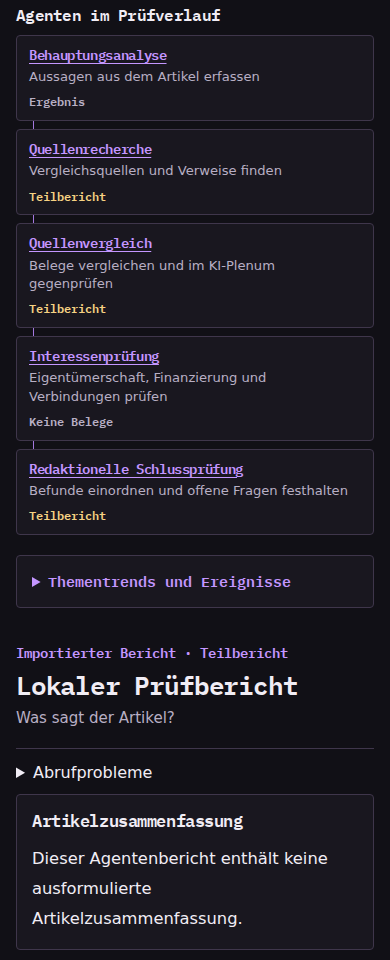 Agenten im Prüfverlauf
Behauptungsanalyse
Aussagen aus dem Artikel erfassen
Ergebnis
Quellenrecherche
Vergleichsquellen und Verweise finden
Teilbericht
Quellenvergleich
Belege vergleichen und im KI-Plenum
gegenprüfen
Teilbericht
Interessenprüfung
Eigentümerschaft, Finanzierung und
Verbindungen prüfen
Keine Belege
Redaktionelle Schlussprüfung
Befunde einordnen und offene Fragen festhalten
Teilbericht
Thementrends und Ereignisse
Importierter Bericht · Teilbericht
Lokaler Prüfbericht
Was sagt der Artikel?
Abrufprobleme
Artikelzusammenfassung
Dieser Agentenbericht enthält keine
ausformulierte
Artikelzusammenfassung.